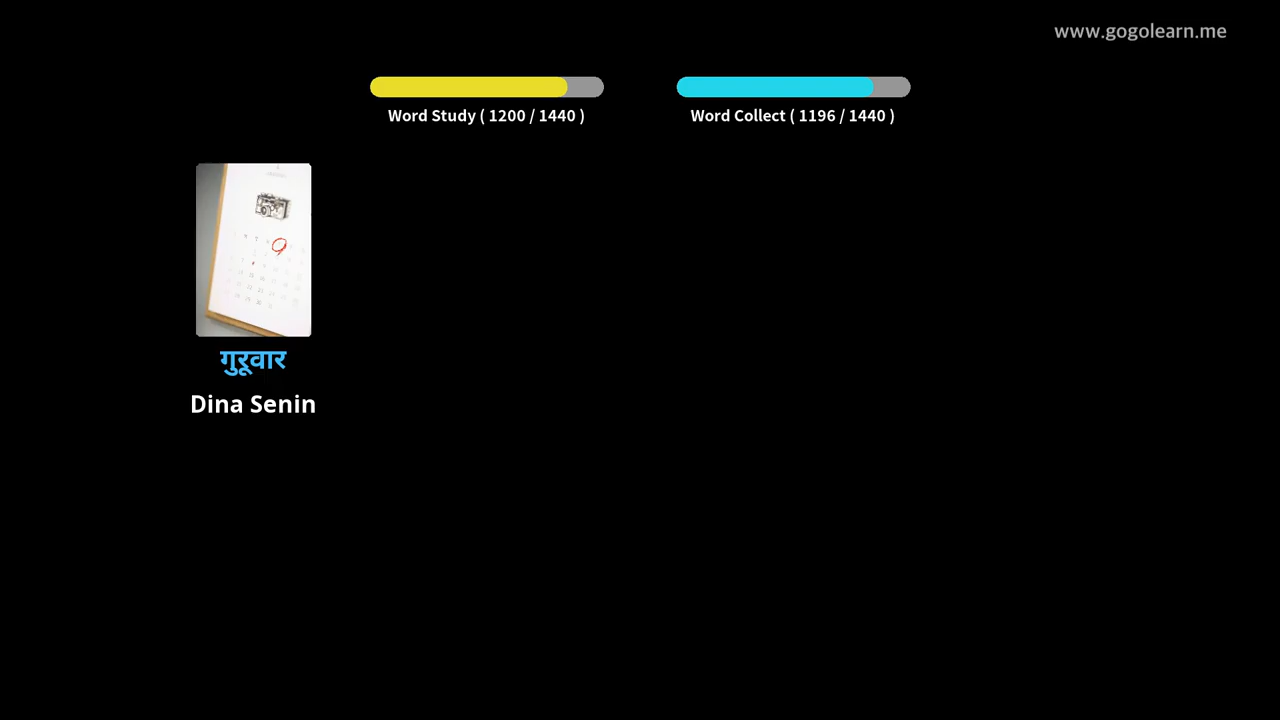 www.gogolearn.me
Word Study ( 1200 / 1440 )
Word Collect ( 1196 / 1440 )
गुरूवार
Dina Senin